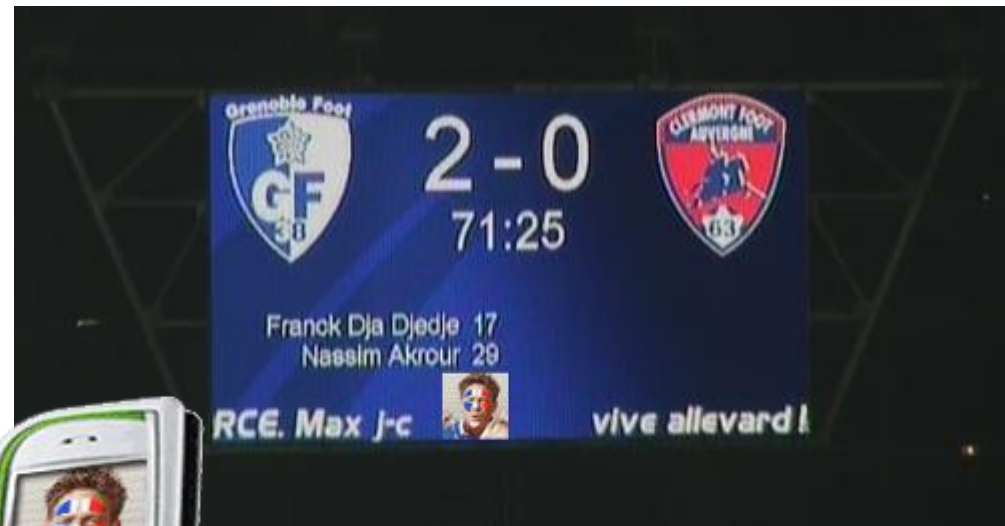 Grenoble Foot
GF
38
2 - 0
CLERMONT FOOT
AUVERGNE
63
71:25
Franck Dja Djedje 17
Nassim Akrour 29
RCE. Max j-c
vive allevard !